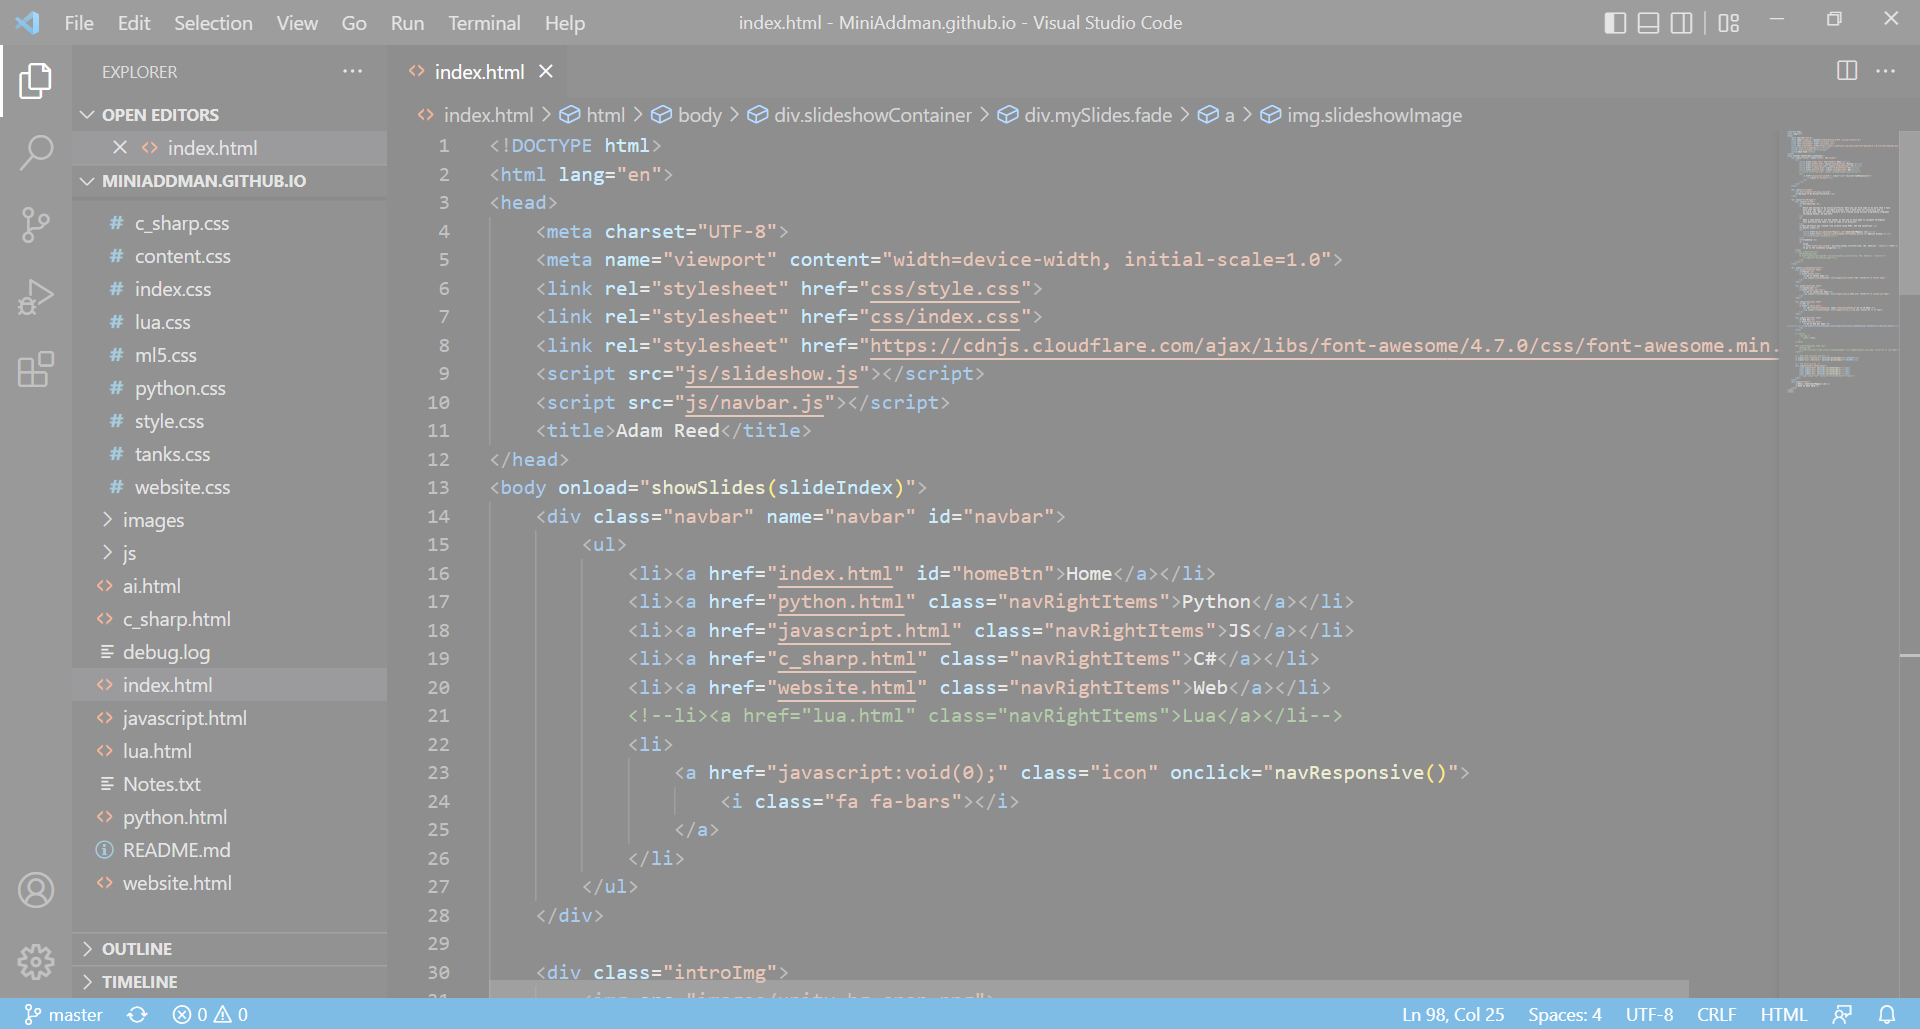 File Edit Selection View Go Run Terminal Help index.html - MiniAddman.github.io - Visual Studio Code
EXPLORER
OPEN EDITORS
index.html
MINIADDMAN.GITHUB.IO
c_sharp.css
content.css
index.css
lua.css
ml5.css
python.css
style.css
tanks.css
website.css
images
js
ai.html
c_sharp.html
debug.log
index.html
javascript.html
lua.html
Notes.txt
python.html
README.md
website.html
OUTLINE
TIMELINE
index.html
index.html > html > body > div.slideshowContainer > div.mySlides.fade > a > img.slideshowImage
1 <!DOCTYPE html>
2 <html lang="en">
3 <head>
4 <meta charset="UTF-8">
5 <meta name="viewport" content="width=device-width, initial-scale=1.0">
6 <link rel="stylesheet" href="css/style.css">
7 <link rel="stylesheet" href="css/index.css">
8 <link rel="stylesheet" href="https://cdnjs.cloudflare.com/ajax/libs/font-awesome/4.7.0/css/font-awesome.min.
9 <script src="js/slideshow.js"></script>
10 <script src="js/navbar.js"></script>
11 <title>Adam Reed</title>
12 </head>
13 <body onload="showSlides(slideIndex)">
14 <div class="navbar" name="navbar" id="navbar">
15 <ul>
16 <li><a href="index.html" id="homeBtn">Home</a></li>
17 <li><a href="python.html" class="navRightItems">Python</a></li>
18 <li><a href="javascript.html" class="navRightItems">JS</a></li>
19 <li><a href="c_sharp.html" class="navRightItems">C#</a></li>
20 <li><a href="website.html" class="navRightItems">Web</a></li>
21 <!--li><a href="lua.html" class="navRightItems">Lua</a></li-->
22 <li>
23 <a href="javascript:void(0);" class="icon" onclick="navResponsive()">
24 <i class="fa fa-bars"></i>
25 </a>
26 </li>
27 </ul>
28 </div>
29
30 <div class="introImg">
master 0 0 Ln 98, Col 25 Spaces: 4 UTF-8 CRLF HTML